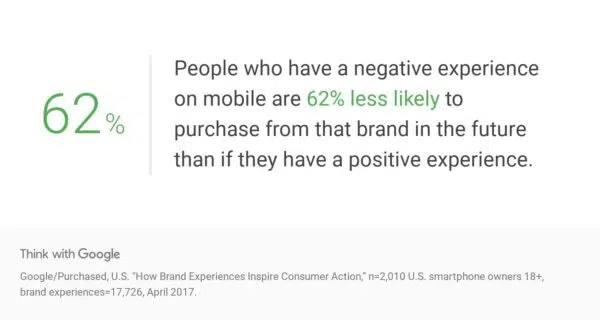 62%
People who have a negative experience
on mobile are 62% less likely to
purchase from that brand in the future
than if they have a positive experience.
Think with Google
Google/Purchased, U.S. "How Brand Experiences Inspire Consumer Action," n=2,010 U.S. smartphone owners 18+,
brand experiences=17,726, April 2017.